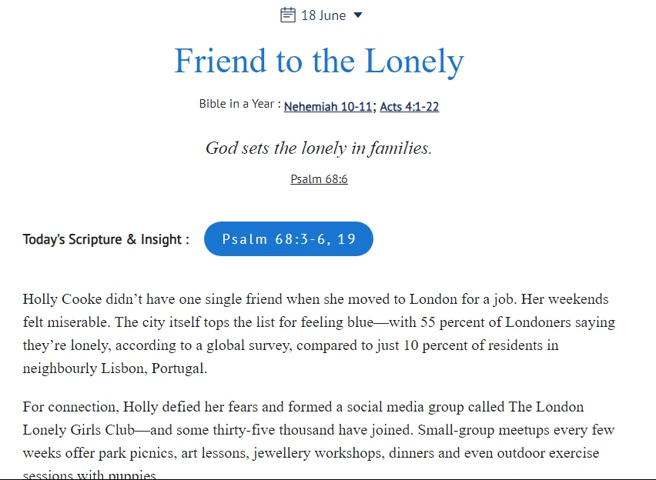 18 June
Friend to the Lonely
Bible in a Year : Nehemiah 10-11; Acts 4:1-22
God sets the lonely in families.
Psalm 68:6
Today's Scripture & Insight : Psalm 68:3-6, 19
Holly Cooke didn’t have one single friend when she moved to London for a job. Her weekends
felt miserable. The city itself tops the list for feeling blue—with 55 percent of Londoners saying
they’re lonely, according to a global survey, compared to just 10 percent of residents in
neighbourly Lisbon, Portugal.
For connection, Holly defied her fears and formed a social media group called The London
Lonely Girls Club—and some thirty-five thousand have joined. Small-group meetups every few
weeks offer park picnics, art lessons, jewellery workshops, dinners and even outdoor exercise
sessions with puppies.